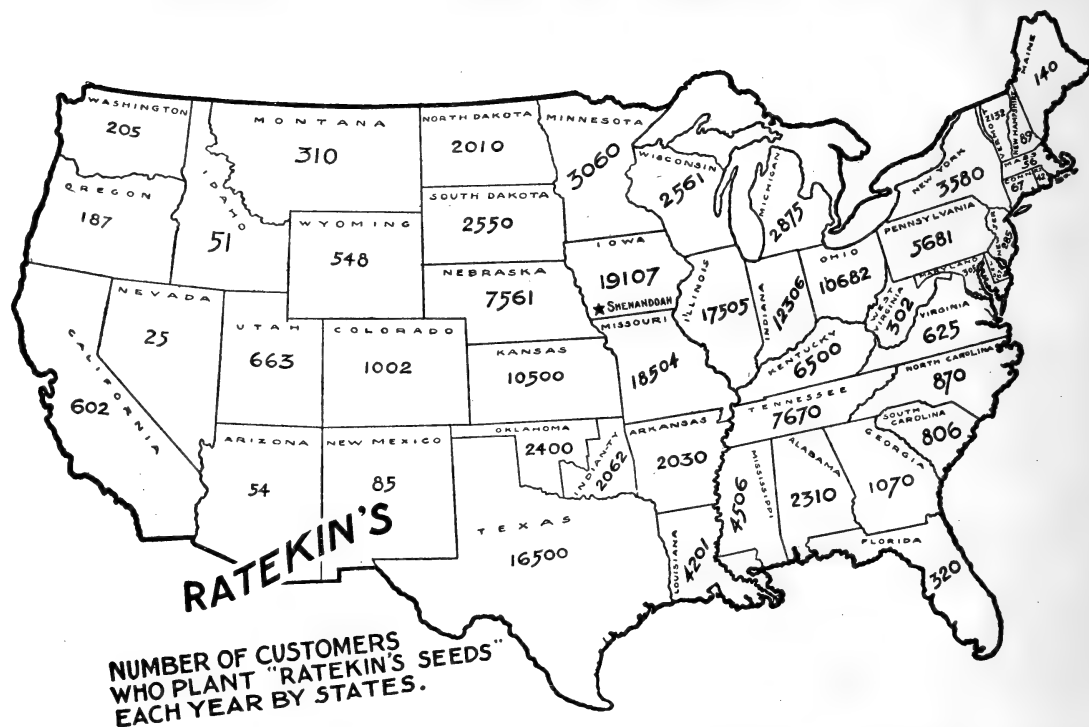 WASHINGTON
205
OREGON
187
CALIFORNIA
602
NEVADA
25
IDAHO
51
MONTANA
310
WYOMING
548
UTAH
663
COLORADO
1002
ARIZONA
54
NEW MEXICO
85
NORTH DAKOTA
2010
SOUTH DAKOTA
2550
NEBRASKA
7561
KANSAS
10500
OKLAHOMA
2400
INDIAN TY
2062
TEXAS
16500
MINNESOTA
3060
IOWA
19107
★ SHENANDOAH
MISSOURI
18504
ARKANSAS
2030
LOUISIANA
4201
WISCONSIN
2561
MICHIGAN
2875
ILLINOIS
17505
INDIANA
12306
OHIO
10682
KENTUCKY
6500
TENNESSEE
7670
MISSISSIPPI
4506
ALABAMA
2310
GEORGIA
1070
FLORIDA
320
SOUTH
CAROLINA
806
NORTH CAROLINA
870
VIRGINIA
625
WEST
VIRGINIA
302
MARYLAND
PENNSYLVANIA
5681
NEW YORK
3580
VERMONT
2132
NEW HAMPSHIRE
89
MAINE
140
MASS
56
CONN
67
RATEKIN'S
NUMBER OF CUSTOMERS
WHO PLANT "RATEKIN'S SEEDS"
EACH YEAR BY STATES.